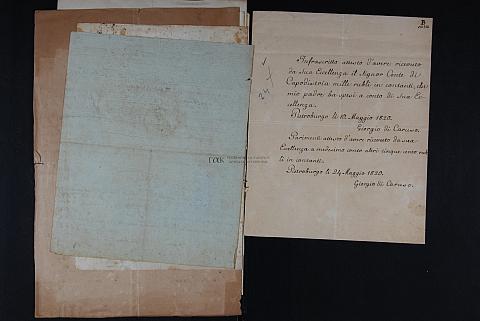 B
Infrascritto attesto d'avere ricevuto
da Sua Eccellenza il Signor Conte di
Capodistria mille rubli in contanti, che
mio padre ha spesi a conto di Sua Ec-
cellenza.
Pietroburgo li 10. Maggio 1820.
Giorgio di Caruso.
Parimenti attesto d'avere ricevuto da sua
Eccellenza a medesimo conto altri cinque cento rub-
li in contanti.
Pietroburgo li 24 Maggio 1820.
Giorgio di Caruso.